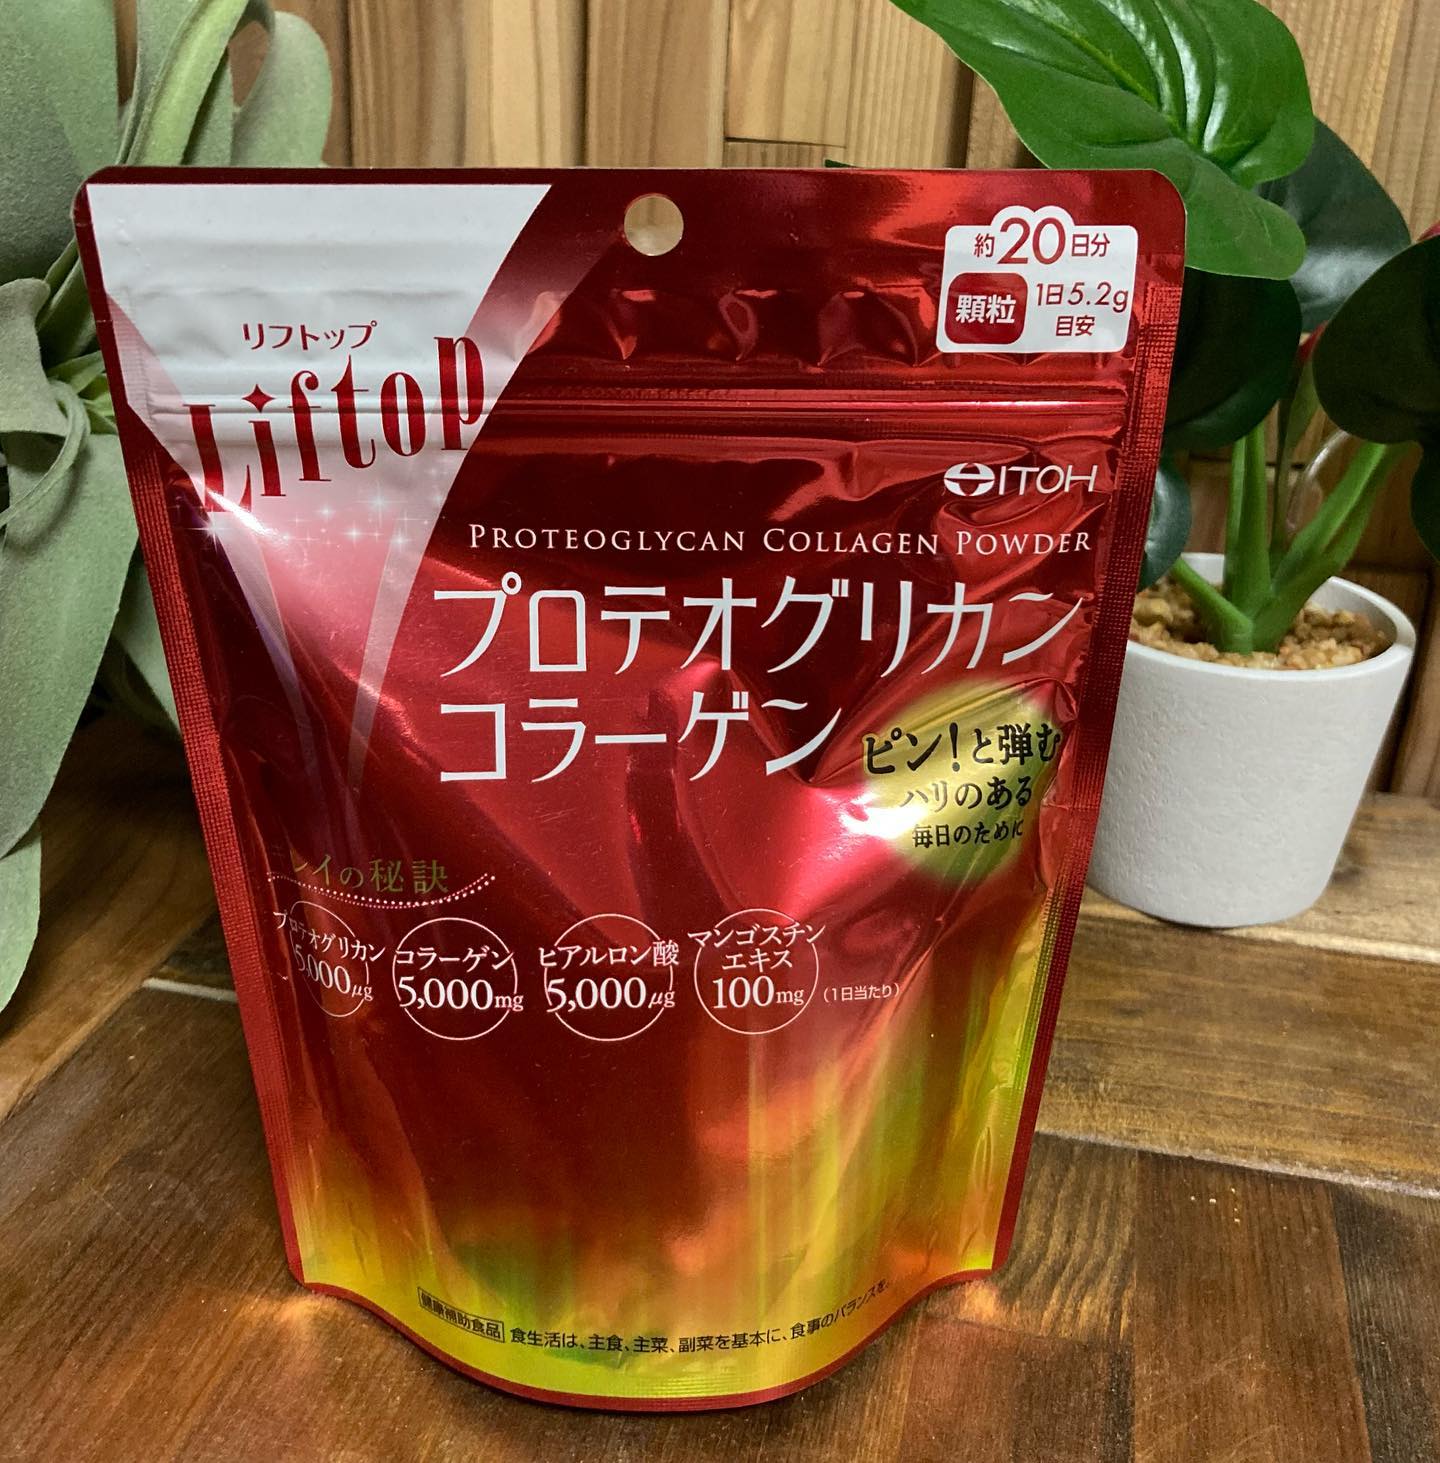 約20日分
顆粒
1日5.2g
目安
リフトップ
Liftop
ITOH
PROTEOGLYCAN COLLAGEN POWDER
プロテオグリカン
コラーゲン
ピン!と弾む
ハリのある
毎日のために
キレイの秘訣
プロテオグリカン
5,000μg
コラーゲン
5,000mg
ヒアルロン酸
5,000μg
マンゴスチン
エキス
100mg
(1日当たり)
健康補助食品 食生活は、主食、主菜、副菜を基本に、食事のバランスを。